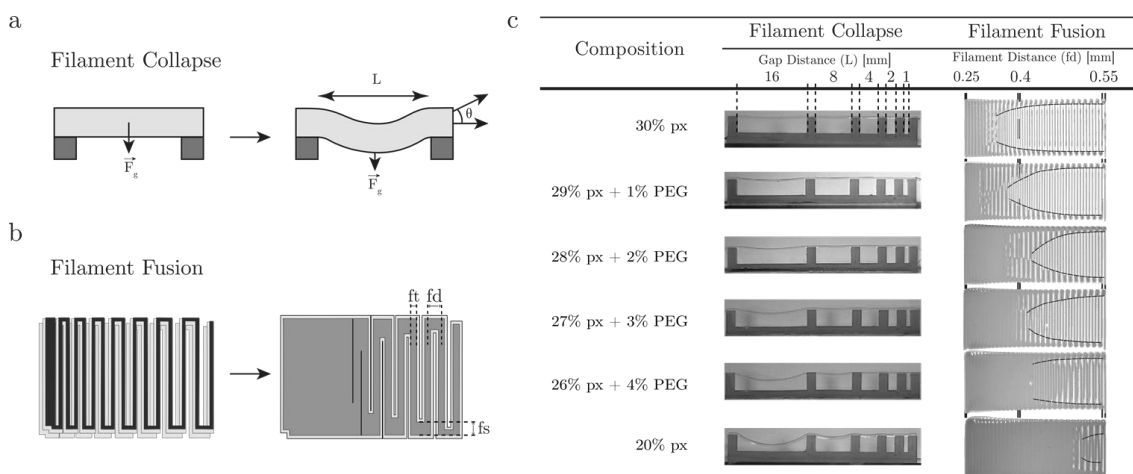 a
Filament Collapse
L
θ
F⃗g
F⃗g
b
Filament Fusion
ft fd
fs
c
Composition Filament Collapse Filament Fusion
Gap Distance (L) [mm] Filament Distance (fd) [mm]
16 8 4 2 1 0.25 0.4 0.55
30% px
29% px + 1% PEG
28% px + 2% PEG
27% px + 3% PEG
26% px + 4% PEG
20% px